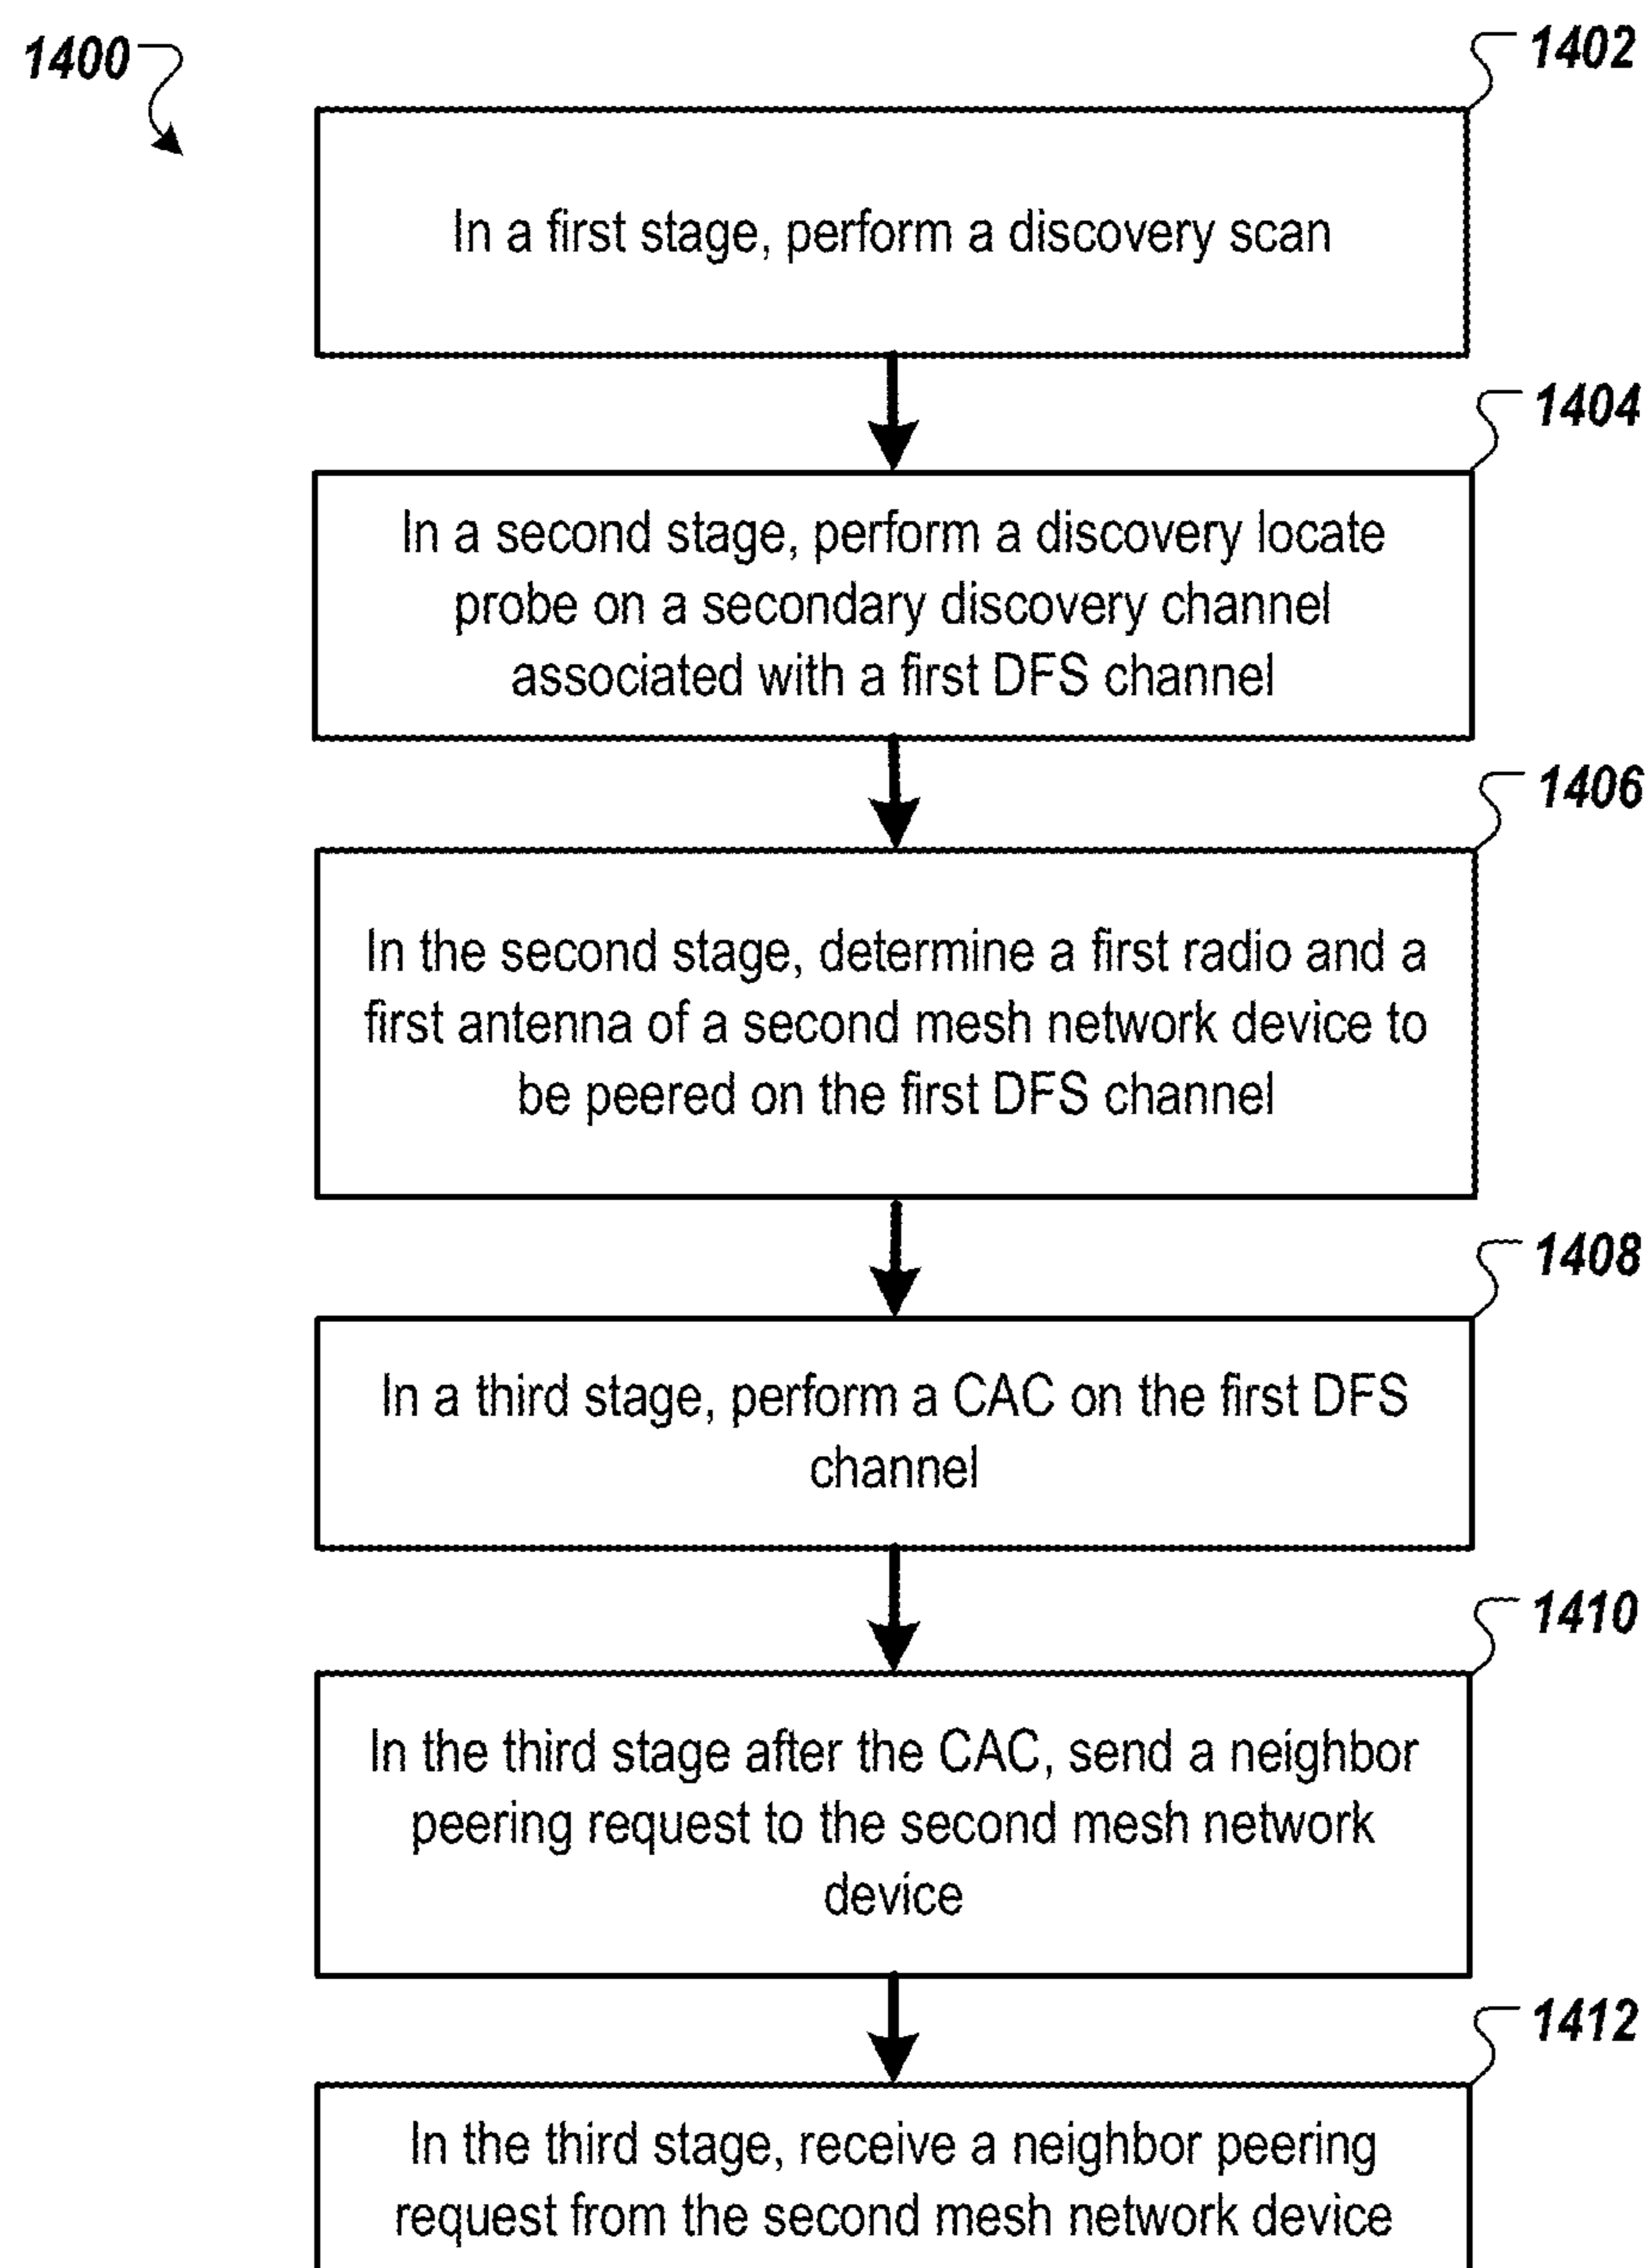 1400
1402
In a first stage, perform a discovery scan
1404
In a second stage, perform a discovery locate
probe on a secondary discovery channel
associated with a first DFS channel
1406
In the second stage, determine a first radio and a
first antenna of a second mesh network device to
be peered on the first DFS channel
1408
In a third stage, perform a CAC on the first DFS
channel
1410
In the third stage after the CAC, send a neighbor
peering request to the second mesh network
device
1412
In the third stage, receive a neighbor peering
request from the second mesh network device